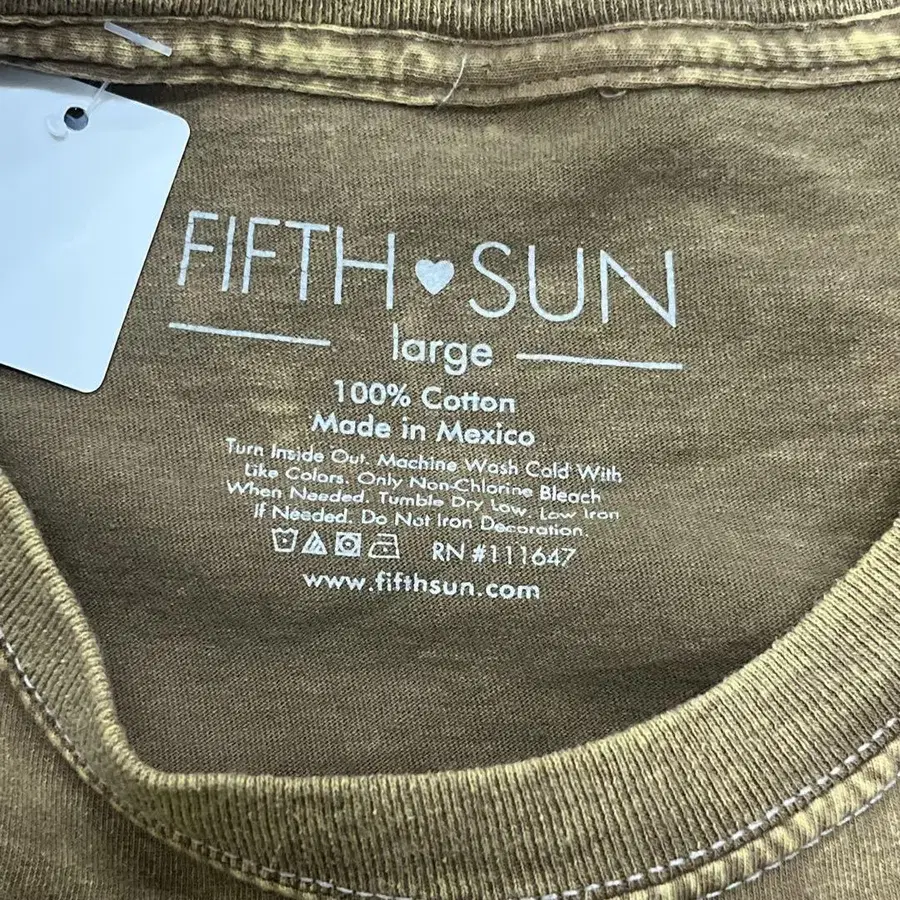 FIFTH SUN
large
100% Cotton
Made in Mexico
Turn Inside Out. Machine Wash Cold With
Like Colors. Only Non-Chlorine Bleach
When Needed. Tumble Dry Low. Low Iron
If Needed. Do Not Iron Decoration.
RN #111647
www.fifthsun.com